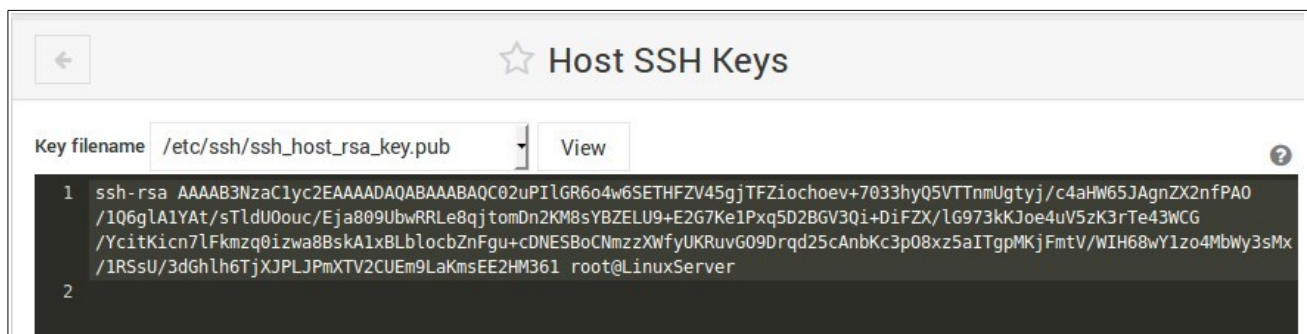 Host SSH Keys
Key filename /etc/ssh/ssh_host_rsa_key.pub View
1 ssh-rsa AAAAB3NzaC1yc2EAAAADAQABAAABAQC02uPIlGR6o4w6SETHFZV45gjTFZiochoev+7033hyQ5VTTnmUgtyj/c4aHW65JAgnZX2nfPAO
/1Q6glA1YAt/sTldUOouc/Eja809UbwRRLe8qjtomDn2KM8sYBZELU9+E2G7Ke1Pxq5D2BGV3Qi+DiFZX/lG973kKJoe4uV5zK3rTe43WCG
/YcitKicn7lFkmzq0izwa8BskA1xBLblocbZnFgu+cDNESBoCNmzzXWfyUKRuvGO9Drqd25cAnbKc3pO8xz5aITgpMKjFmtV/WIH68wY1zo4MbWy3sMx
/1RSsU/3dGhlh6TjXJPLJPmXTV2CUEm9LaKmsEE2HM361 root@LinuxServer
2